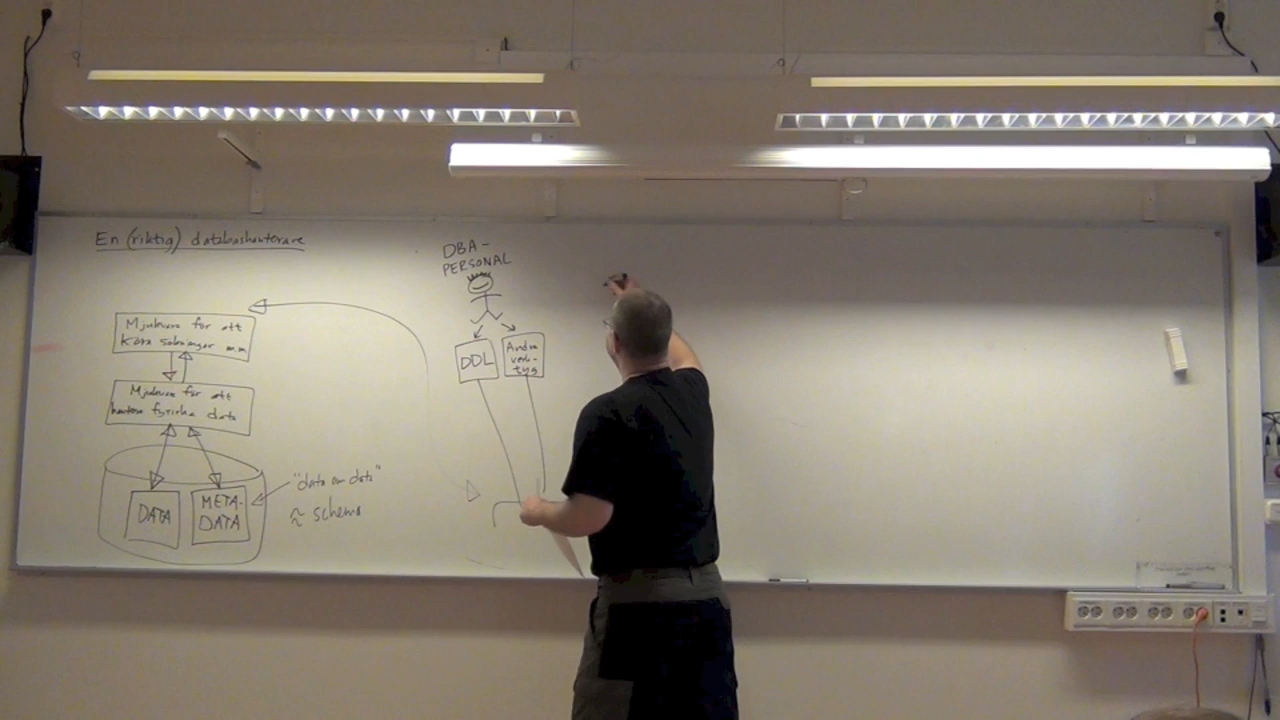 En (riktig) databashanterare
Mjukvara för att
köra sökningar m.m
Mjukvara för att
hantera fysiska data
DATA
META-
DATA
"data om data"
≈ schema
DBA-
PERSONAL
DDL
Andra
verk-
tyg